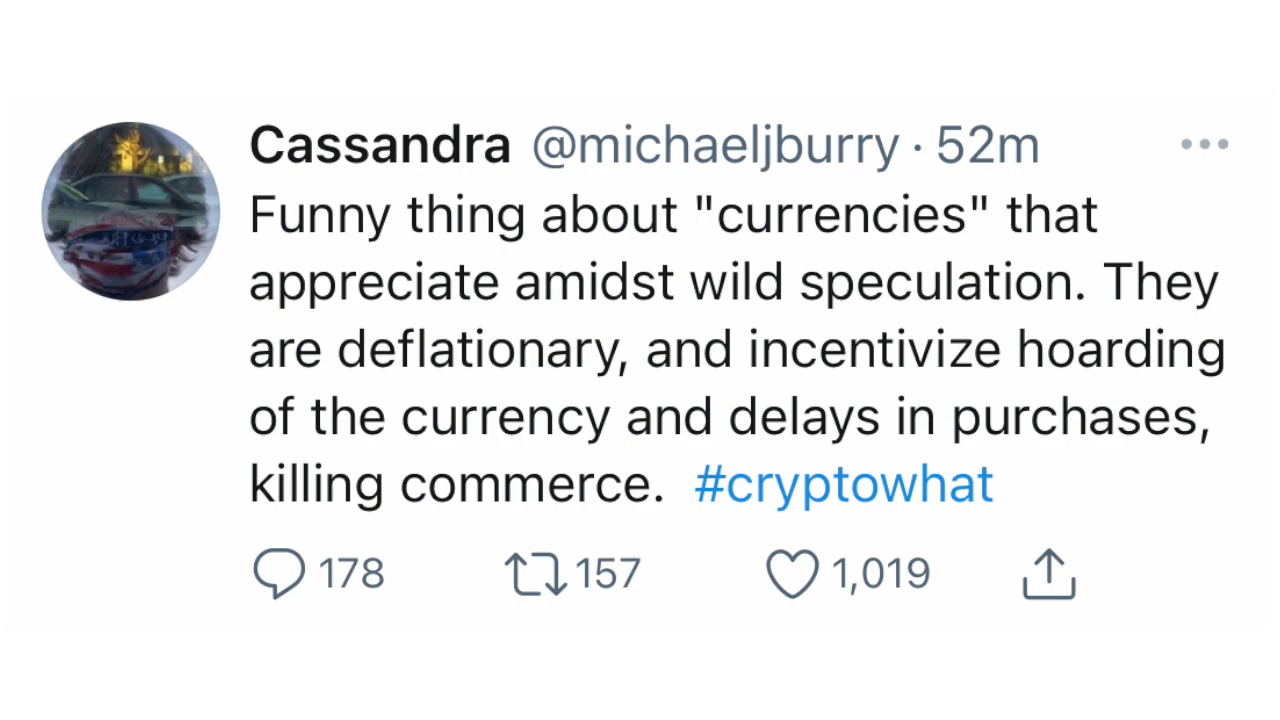 Cassandra @michaeljburry · 52m
Funny thing about "currencies" that
appreciate amidst wild speculation. They
are deflationary, and incentivize hoarding
of the currency and delays in purchases,
killing commerce. #cryptowhat
178 157 1,019